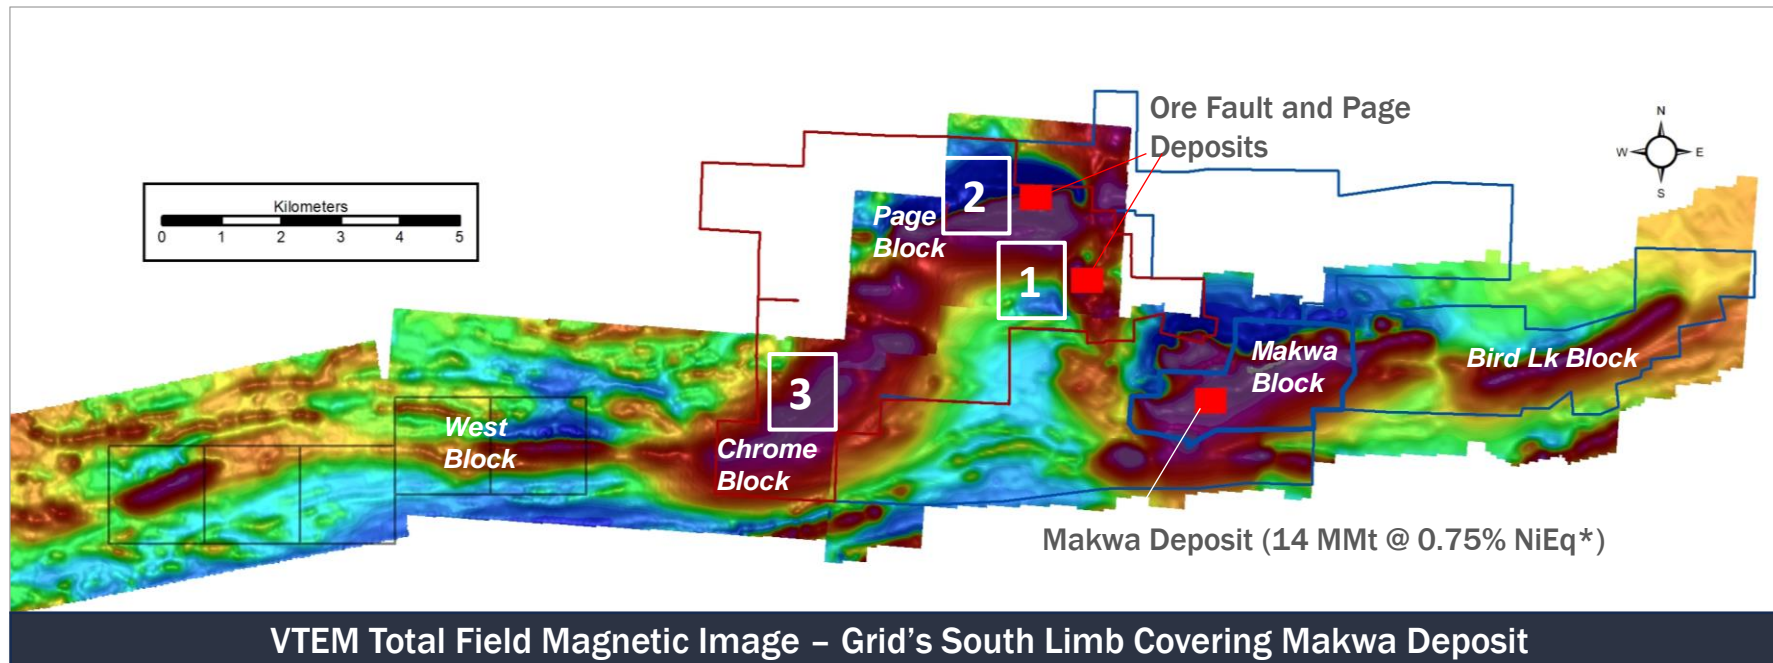 Ore Fault and Page
Deposits
N
W
E
S
Kilometers
0 1 2 3 4 5
2
Page
Block
1
Makwa
Block
Bird Lk Block
3
West
Block
Chrome
Block
Makwa Deposit (14 MMt @ 0.75% NiEq*)
VTEM Total Field Magnetic Image – Grid's South Limb Covering Makwa Deposit